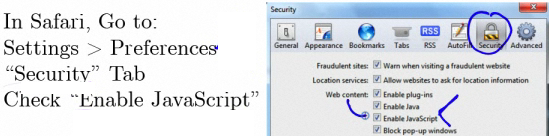 In Safari, Go to:
Settings > Preferences
“Security” Tab
Check “Enable JavaScript”
Security
General Appearance Bookmarks Tabs RSS AutoFill Security Advanced
RSS
Fraudulent sites: Warn when visiting a fraudulent website
Location services: Allow websites to ask for location information
Web content: Enable plug-ins
Enable Java
Enable JavaScript
Block pop-up windows